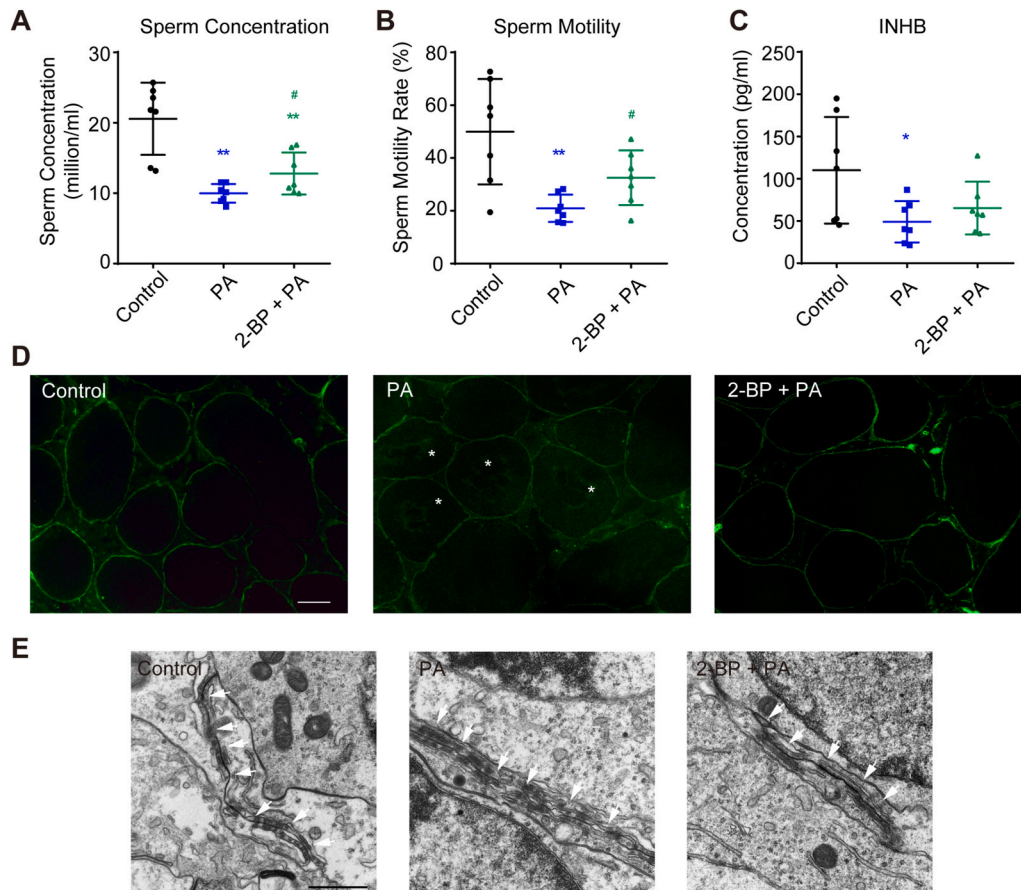 A
Sperm Concentration
Sperm Concentration
(million/ml)
30
20
10
0
**
#
**
Control
PA
2-BP + PA
B
Sperm Motility
Sperm Motility Rate (%)
80
60
40
20
0
**
#
Control
PA
2-BP + PA
C
INHB
Concentration (pg/ml)
250
200
150
100
50
0
*
Control
PA
2-BP + PA
D
Control
PA
2-BP + PA
*
*
*
*
E
Control
PA
2-BP + PA